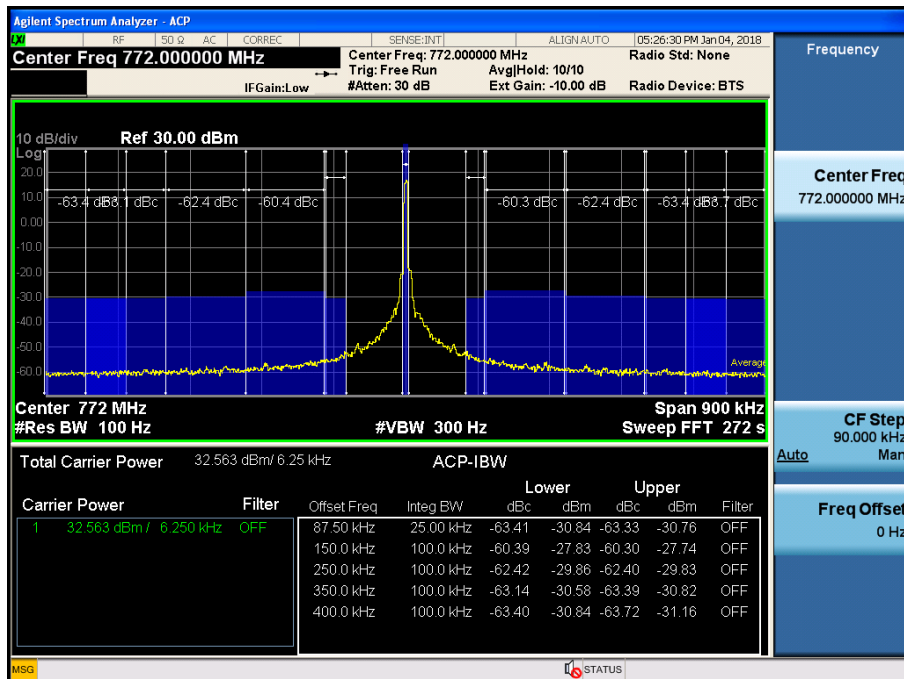 Agilent Spectrum Analyzer - ACP
LXI RF 50 Ω AC CORREC SENSE:INT ALIGN AUTO 05:26:30 PM Jan 04, 2018
Center Freq 772.000000 MHz
Center Freq: 772.000000 MHz Radio Std: None
Trig: Free Run Avg|Hold: 10/10
IFGain:Low #Atten: 30 dB Ext Gain: -10.00 dB Radio Device: BTS
10 dB/div Ref 30.00 dBm
Log
20.0
10.0
0.00
-10.0
-20.0
-30.0
-40.0
-50.0
-60.0
-63.4 dBc -62.4 dBc -60.4 dBc -60.3 dBc -62.4 dBc -63.4 dBc
Average
Center 772 MHz Span 900 kHz
#Res BW 100 Hz #VBW 300 Hz Sweep FFT 272 s
Total Carrier Power 32.563 dBm/ 6.25 kHz ACP-IBW
Lower Upper
Carrier Power Filter
Offset Freq Integ BW dBc dBm dBc dBm Filter
1 32.563 dBm / 6.250 kHz OFF
87.50 kHz 25.00 kHz -63.41 -30.84 -63.33 -30.76 OFF
150.0 kHz 100.0 kHz -60.39 -27.83 -60.30 -27.74 OFF
250.0 kHz 100.0 kHz -62.42 -29.86 -62.40 -29.83 OFF
350.0 kHz 100.0 kHz -63.14 -30.58 -63.39 -30.82 OFF
400.0 kHz 100.0 kHz -63.40 -30.84 -63.72 -31.16 OFF
MSG STATUS
Frequency
Center Freq
772.000000 MHz
CF Step
90.000 kHz
Auto Man
Freq Offset
0 Hz